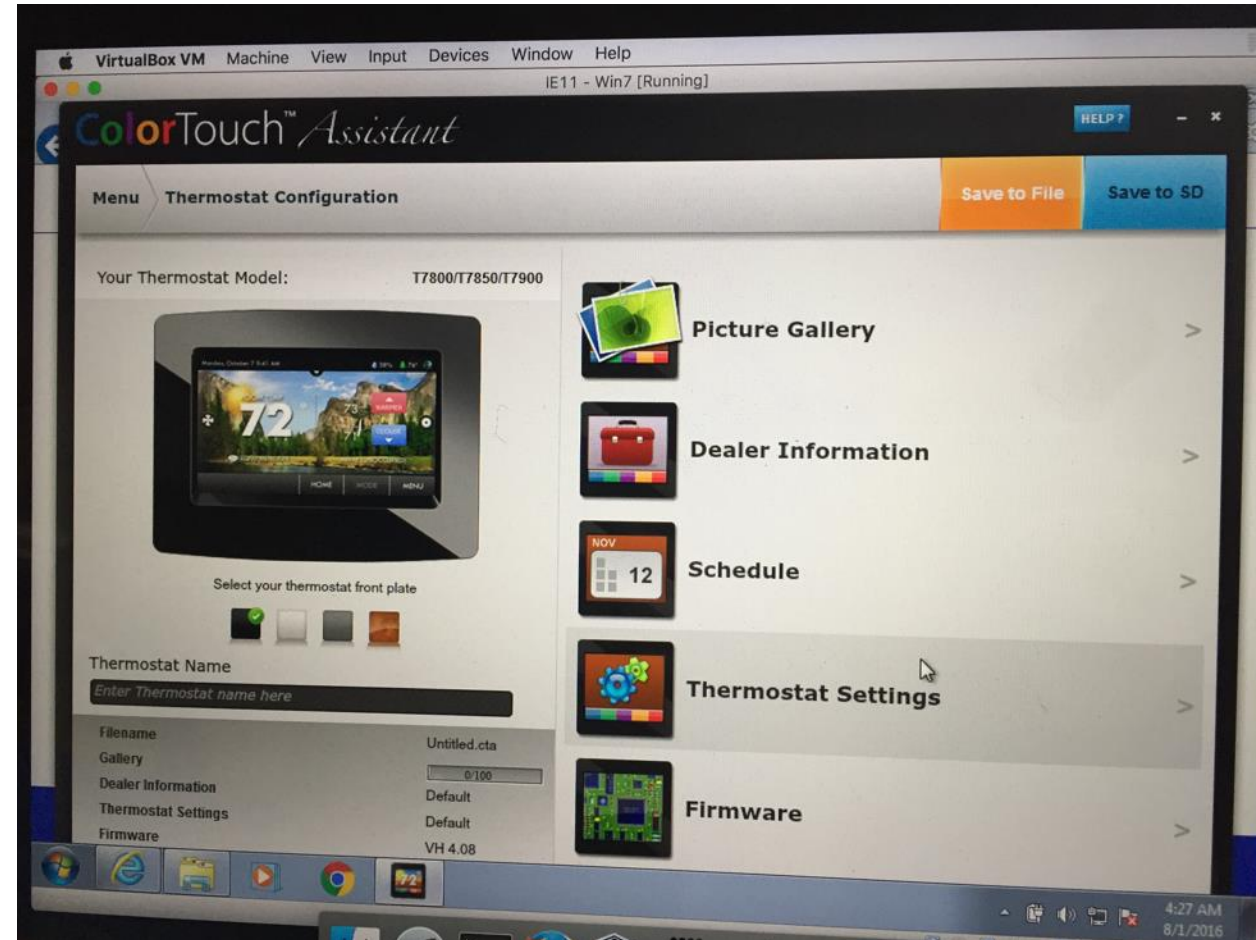 VirtualBox VM Machine View Input Devices Window Help
IE11 - Win7 [Running]
ColorTouch™ Assistant
HELP ?
Menu Thermostat Configuration
Save to File
Save to SD
Your Thermostat Model: T7800/T7850/T7900
72
HOME MODE MENU
Select your thermostat front plate
Thermostat Name
Enter Thermostat name here
Filename Untitled.cta
Gallery 0/100
Dealer Information Default
Thermostat Settings Default
Firmware VH 4.08
Picture Gallery >
Dealer Information >
NOV
12
Schedule >
Thermostat Settings >
Firmware >
72
4:27 AM
8/1/2016